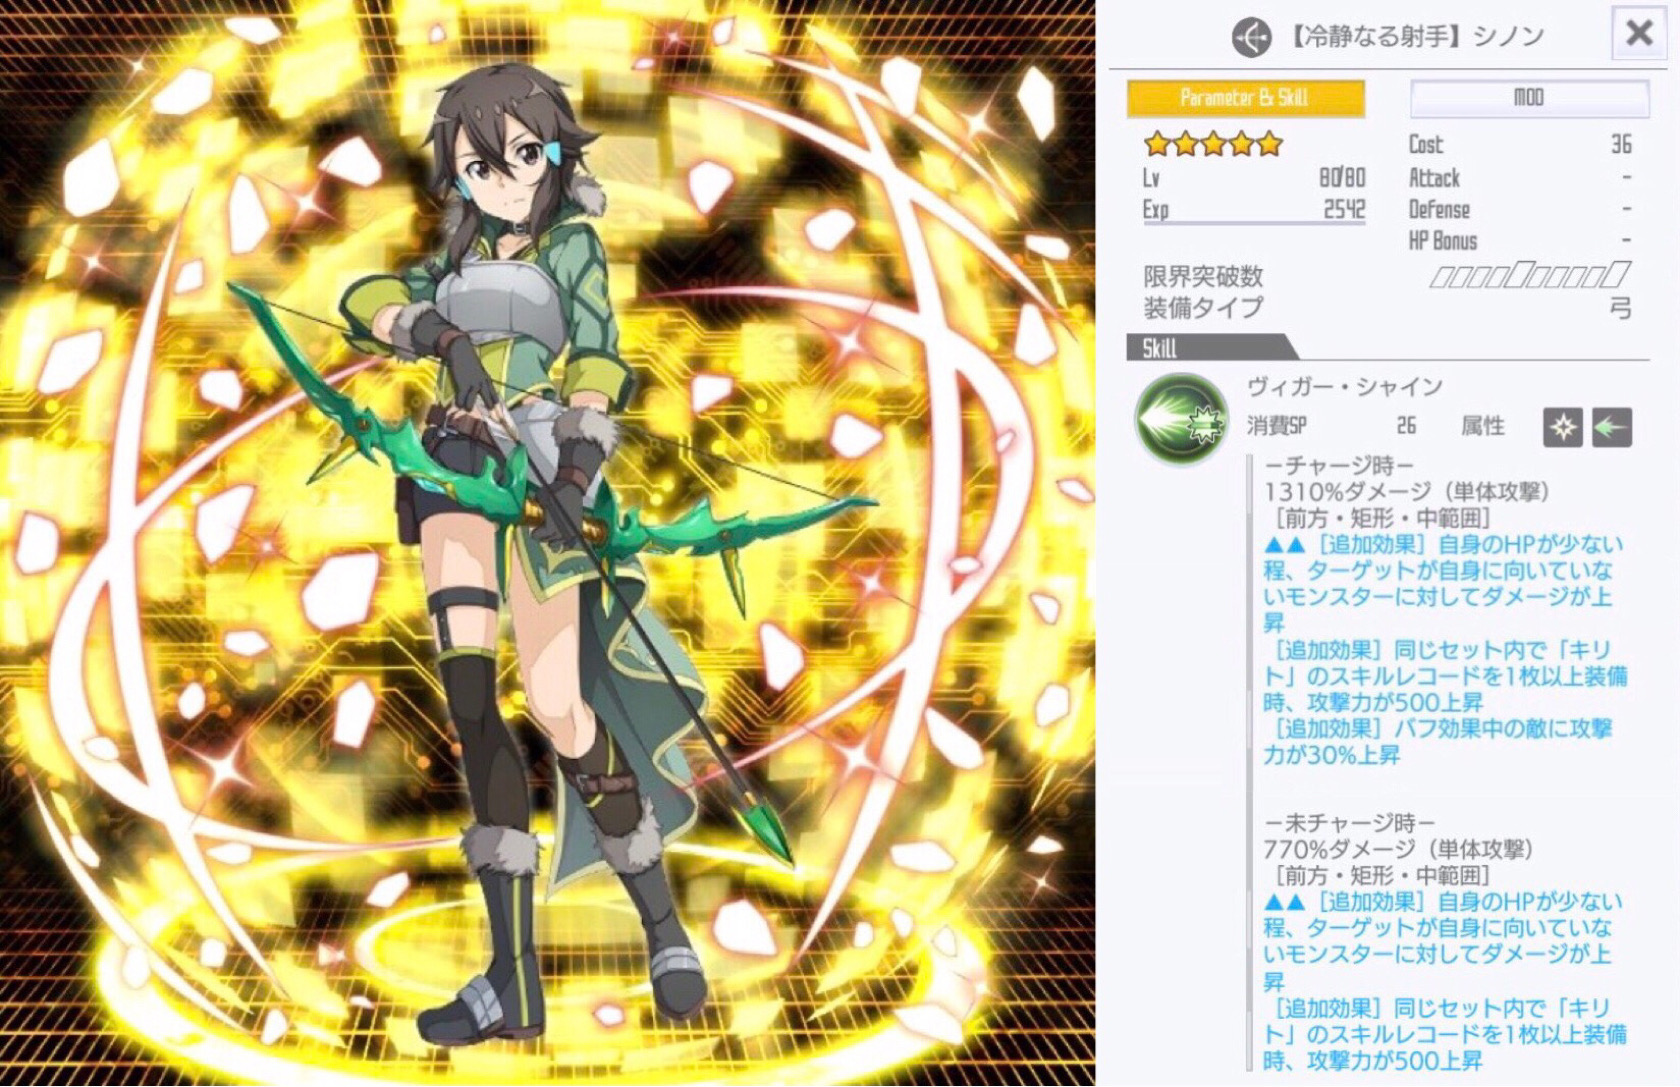 【冷静なる射手】シノン
Parameter & Skill
MOD
Lv 80/80
Exp 2542
Cost 36
Attack -
Defense -
HP Bonus -
限界突破数
装備タイプ 弓
Skill
ヴィガー・シャイン
消費SP 26 属性
－チャージ時－
1310%ダメージ（単体攻撃）
［前方・矩形・中範囲］
▲▲［追加効果］自身のHPが少ない
程、ターゲットが自身に向いていな
いモンスターに対してダメージが上
昇
［追加効果］同じセット内で「キリ
ト」のスキルレコードを1枚以上装備
時、攻撃力が500上昇
［追加効果］バフ効果中の敵に攻撃
力が30%上昇
－未チャージ時－
770%ダメージ（単体攻撃）
［前方・矩形・中範囲］
▲▲［追加効果］自身のHPが少ない
程、ターゲットが自身に向いていな
いモンスターに対してダメージが上
昇
［追加効果］同じセット内で「キリ
ト」のスキルレコードを1枚以上装備
時、攻撃力が500上昇